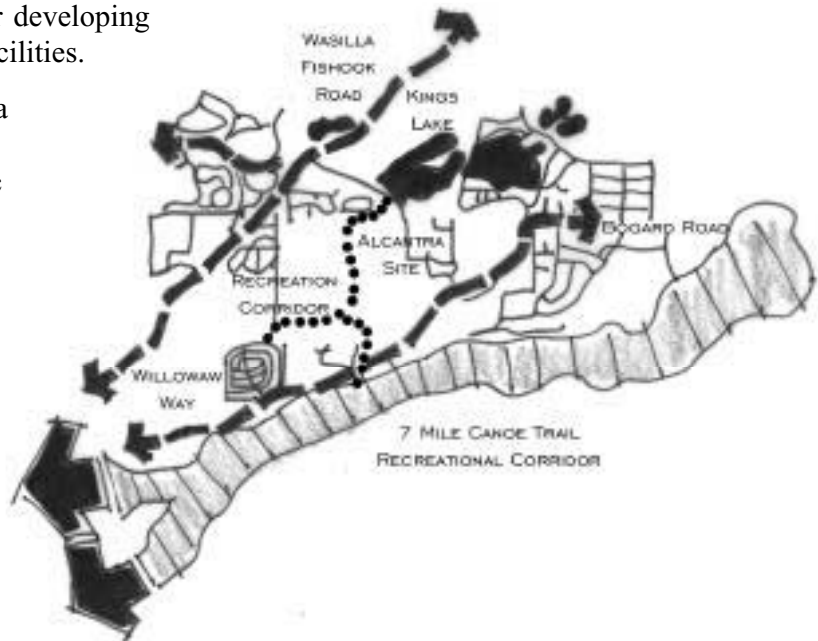 r developing
cilities.
a
WASILLA
FISHOOK
ROAD
KINGS
LAKE
ALCANTRA
SITE
BOGARD ROAD
RECREATION
CORRIDOR
WILLOWAW
WAY
7 MILE CANOE TRAIL
RECREATIONAL CORRIDOR